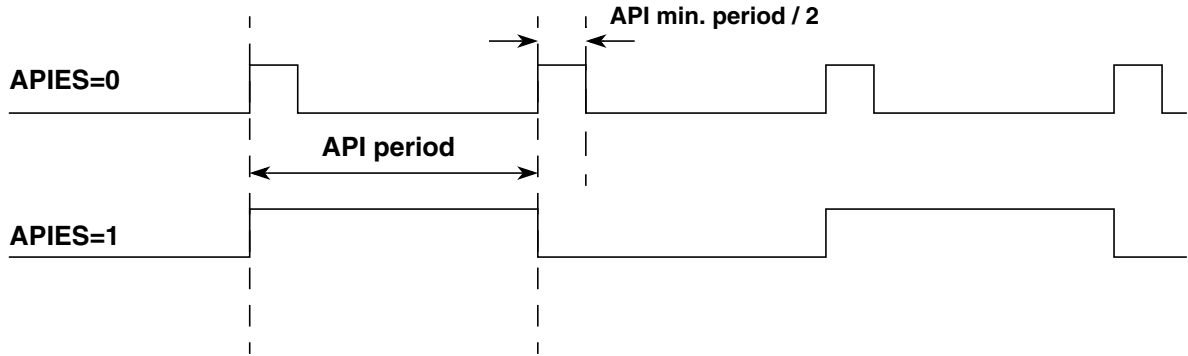 API min. period / 2
APIES=0
API period
APIES=1